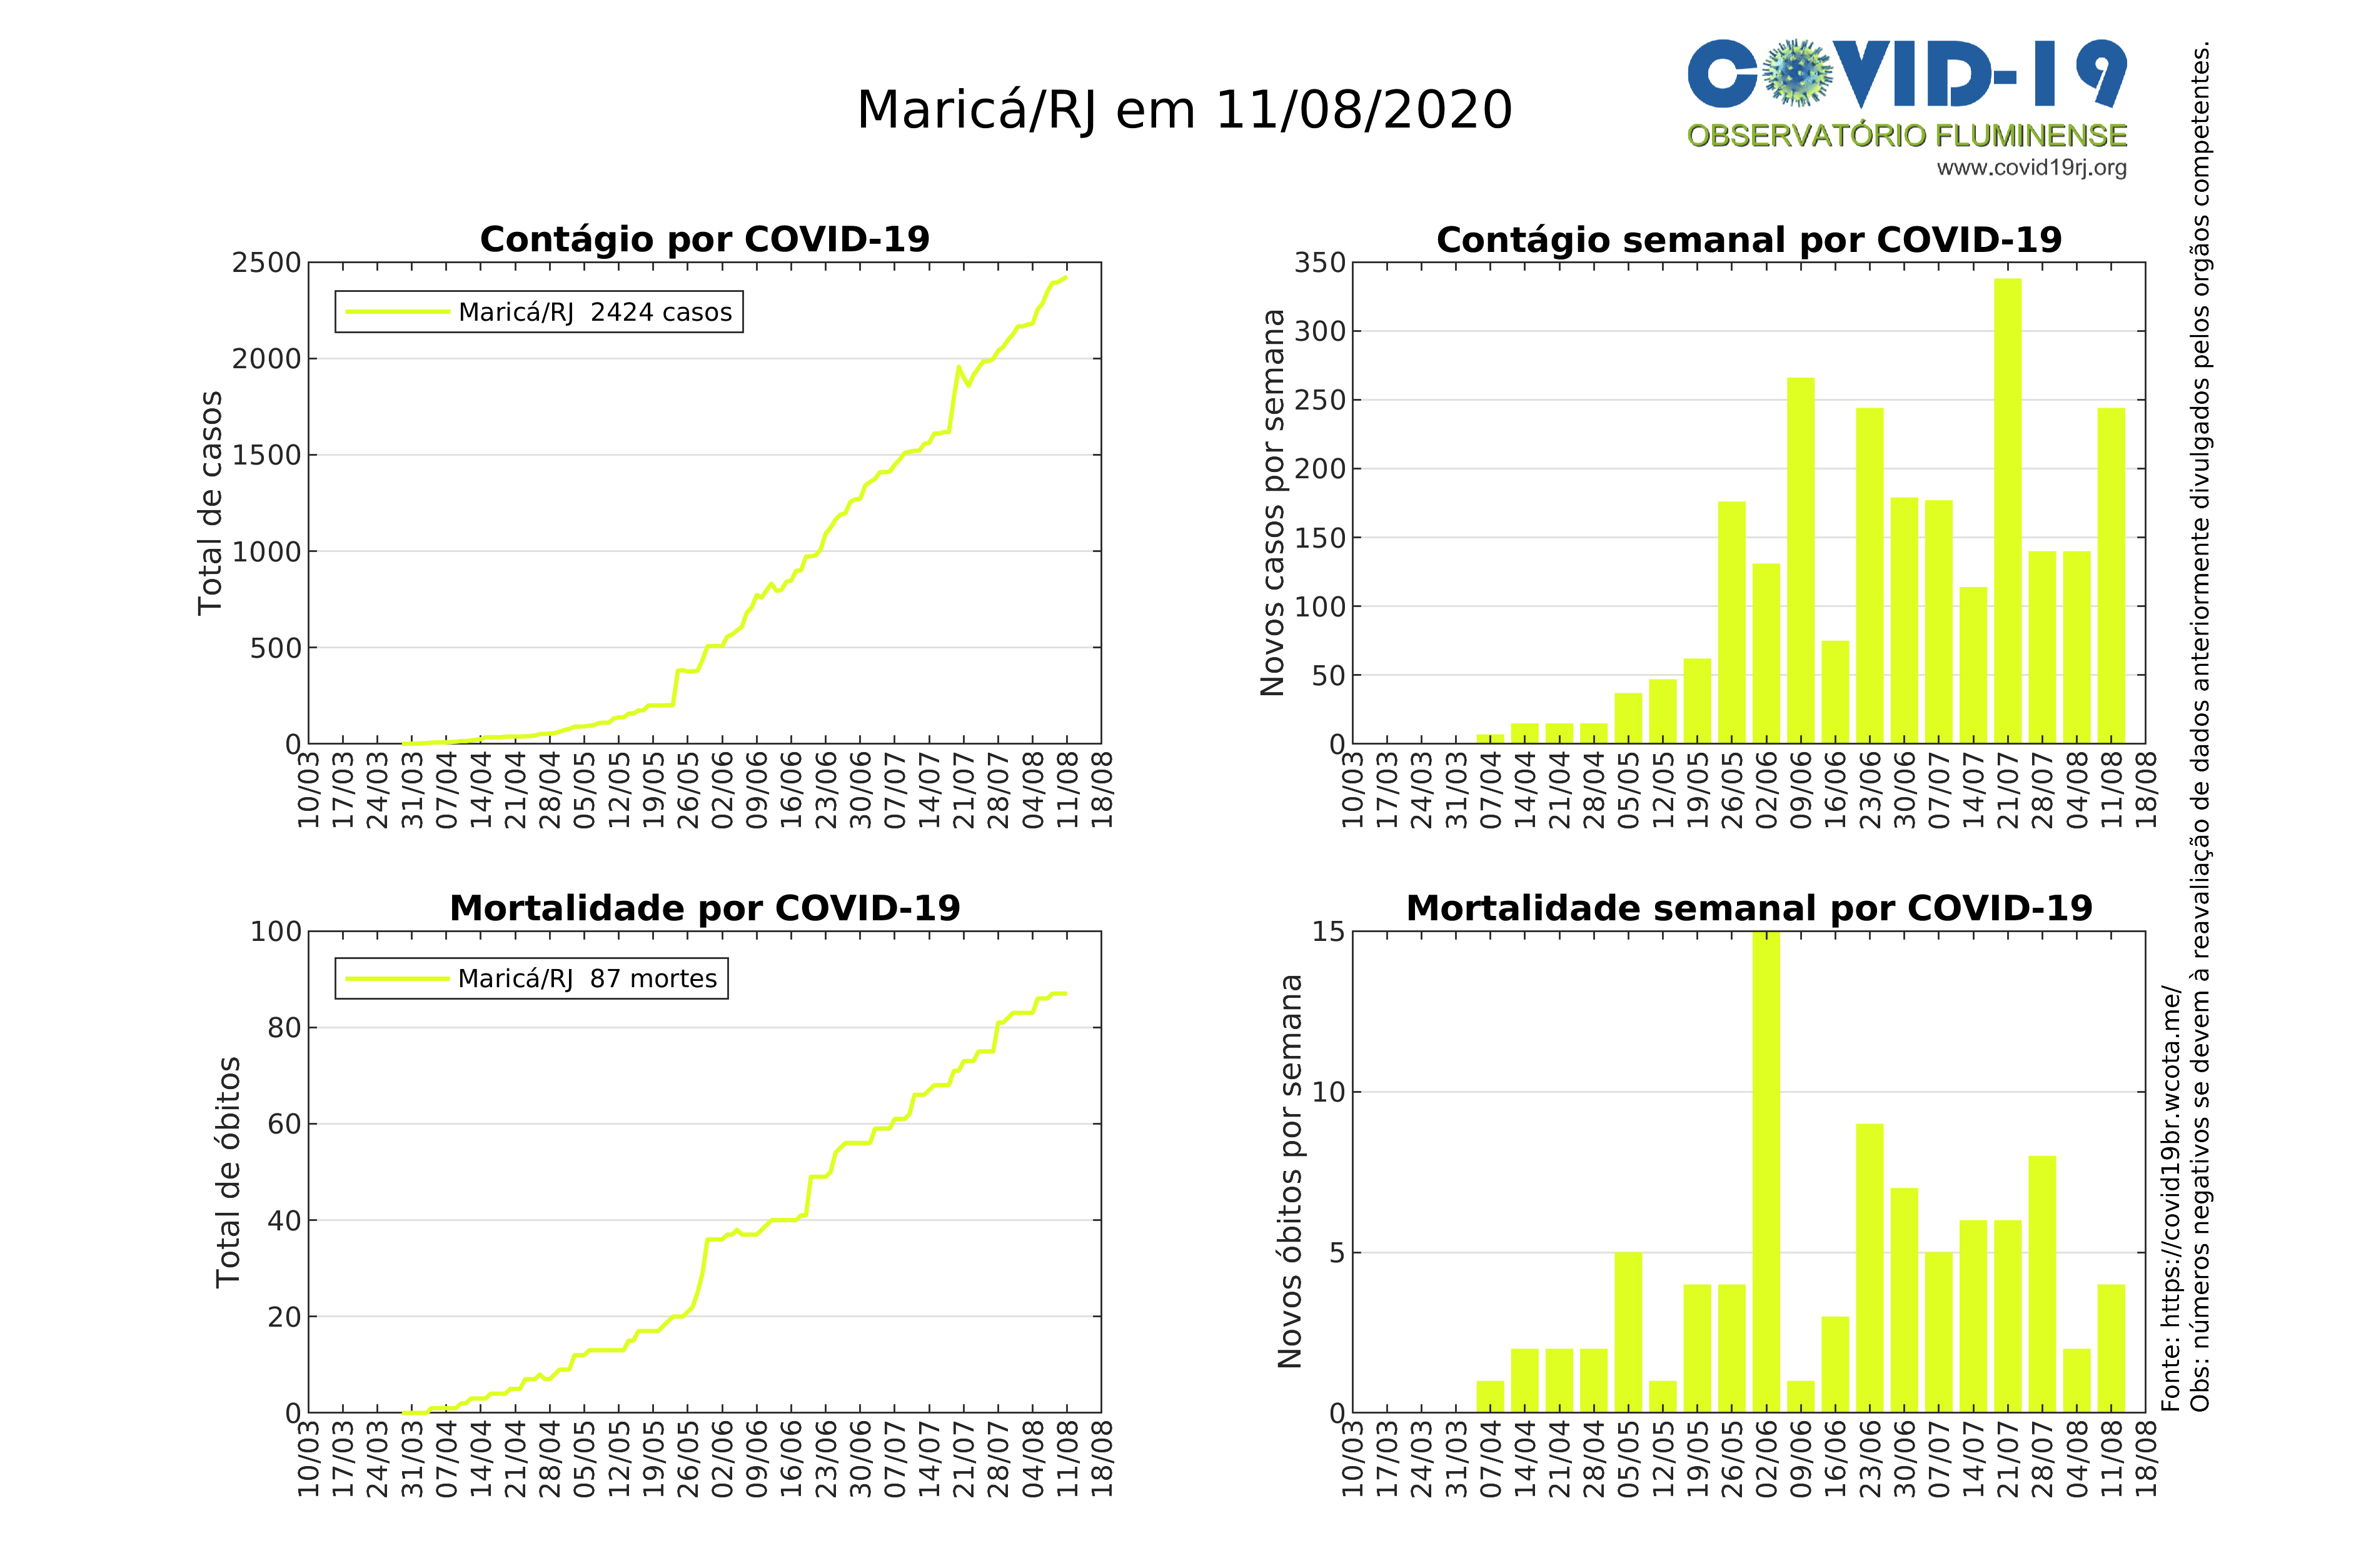 Maricá/RJ em 11/08/2020
COVID-19
OBSERVATÓRIO FLUMINENSE
www.covid19rj.org
Contágio por COVID-19
Total de casos
2500
2000
1500
1000
500
0
Maricá/RJ 2424 casos
10/03 17/03 24/03 31/03 07/04 14/04 21/04 28/04 05/05 12/05 19/05 26/05 02/06 09/06 16/06 23/06 30/06 07/07 14/07 21/07 28/07 04/08 11/08 18/08
Contágio semanal por COVID-19
Novos casos por semana
350
300
250
200
150
100
50
0
10/03 17/03 24/03 31/03 07/04 14/04 21/04 28/04 05/05 12/05 19/05 26/05 02/06 09/06 16/06 23/06 30/06 07/07 14/07 21/07 28/07 04/08 11/08 18/08
Mortalidade por COVID-19
Total de óbitos
100
80
60
40
20
0
Maricá/RJ 87 mortes
10/03 17/03 24/03 31/03 07/04 14/04 21/04 28/04 05/05 12/05 19/05 26/05 02/06 09/06 16/06 23/06 30/06 07/07 14/07 21/07 28/07 04/08 11/08 18/08
Mortalidade semanal por COVID-19
Novos óbitos por semana
15
10
5
0
10/03 17/03 24/03 31/03 07/04 14/04 21/04 28/04 05/05 12/05 19/05 26/05 02/06 09/06 16/06 23/06 30/06 07/07 14/07 21/07 28/07 04/08 11/08 18/08
Fonte: https://covid19br.wcota.me/
Obs: números negativos se devem à reavaliação de dados anteriormente divulgados pelos orgãos competentes.